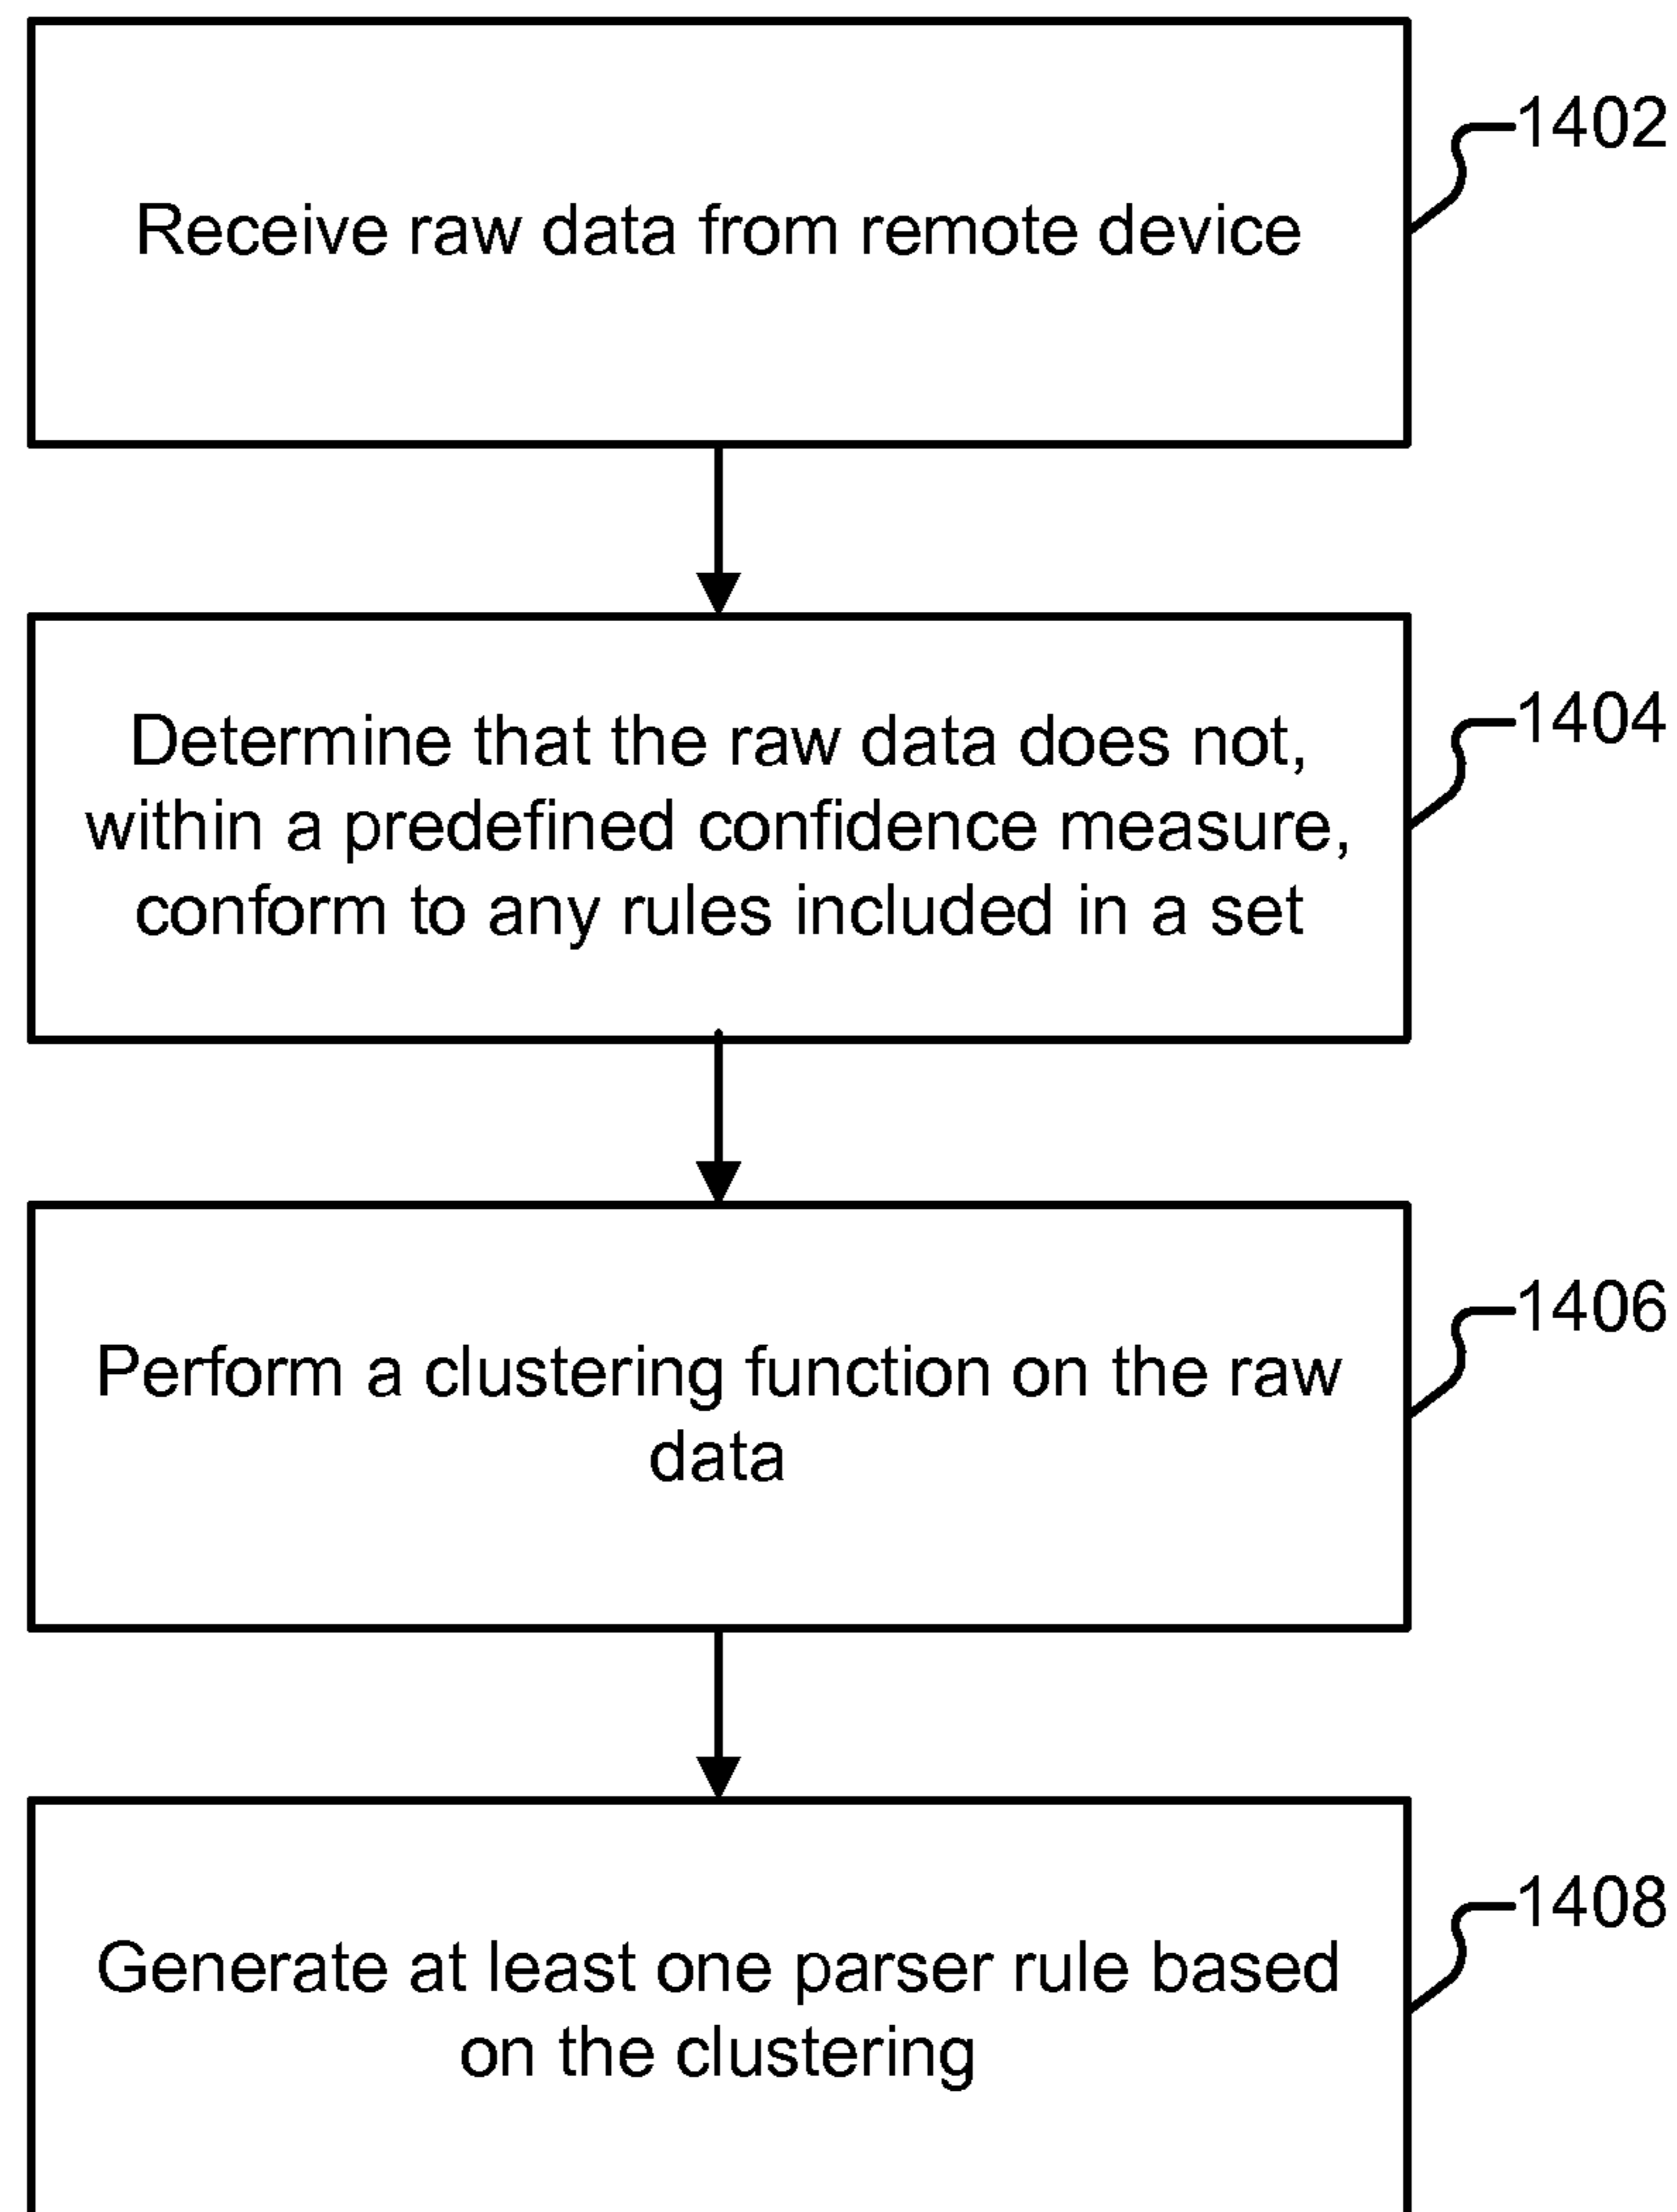 1402
Receive raw data from remote device
1404
Determine that the raw data does not,
within a predefined confidence measure,
conform to any rules included in a set
1406
Perform a clustering function on the raw
data
1408
Generate at least one parser rule based
on the clustering